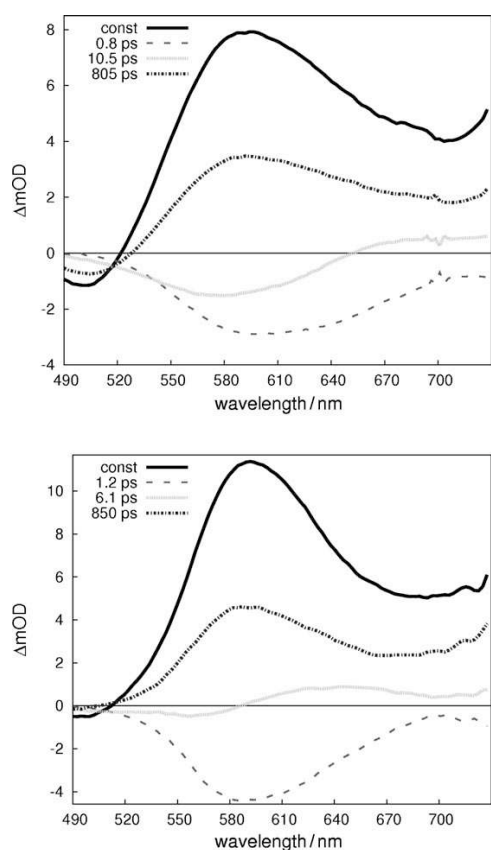 8
6
4
2
0
-2
-4
ΔmOD
const
0.8 ps
10.5 ps
805 ps
490 520 550 580 610 640 670 700
wavelength / nm
10
8
6
4
2
0
-2
-4
ΔmOD
const
1.2 ps
6.1 ps
850 ps
490 520 550 580 610 640 670 700
wavelength / nm